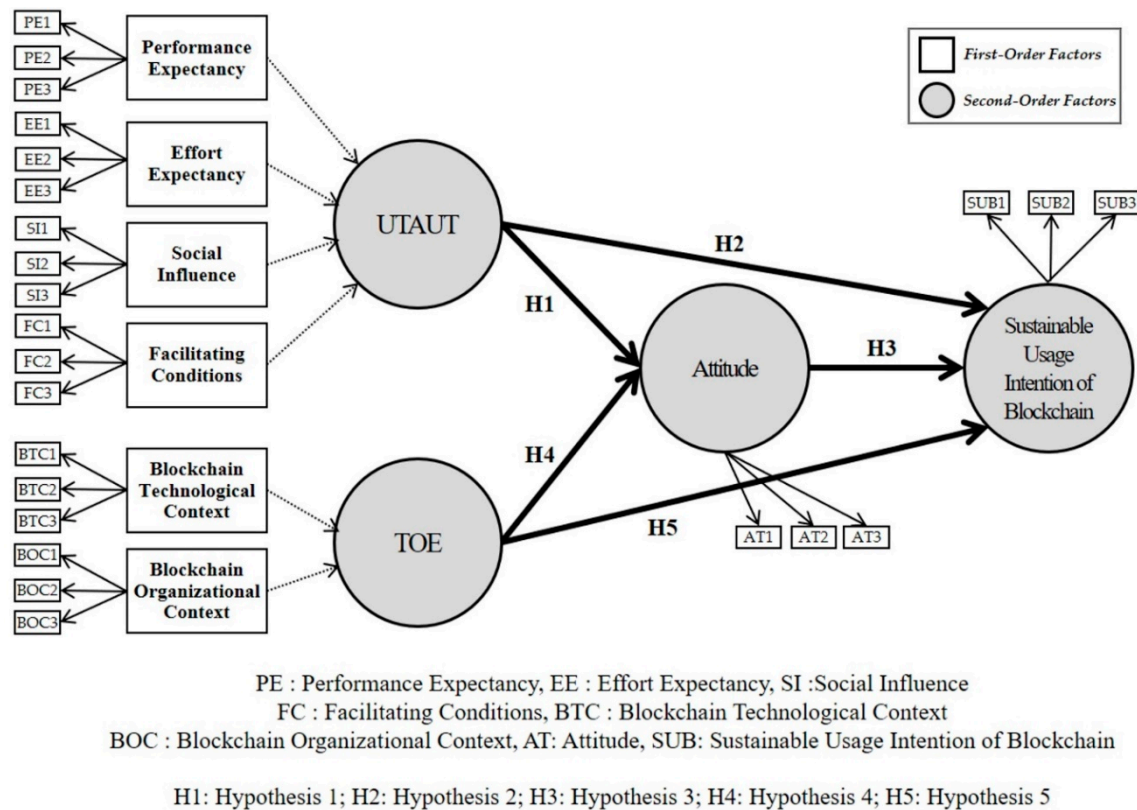 PE1
PE2
PE3
Performance
Expectancy
EE1
EE2
EE3
Effort
Expectancy
SI1
SI2
SI3
Social
Influence
FC1
FC2
FC3
Facilitating
Conditions
BTC1
BTC2
BTC3
Blockchain
Technological
Context
BOC1
BOC2
BOC3
Blockchain
Organizational
Context
UTAUT
TOE
H1
H2
H3
H4
H5
Attitude
AT1
AT2
AT3
First-Order Factors
Second-Order Factors
SUB1
SUB2
SUB3
Sustainable
Usage
Intention of
Blockchain
PE : Performance Expectancy, EE : Effort Expectancy, SI :Social Influence
FC : Facilitating Conditions, BTC : Blockchain Technological Context
BOC : Blockchain Organizational Context, AT: Attitude, SUB: Sustainable Usage Intention of Blockchain
H1: Hypothesis 1; H2: Hypothesis 2; H3: Hypothesis 3; H4: Hypothesis 4; H5: Hypothesis 5